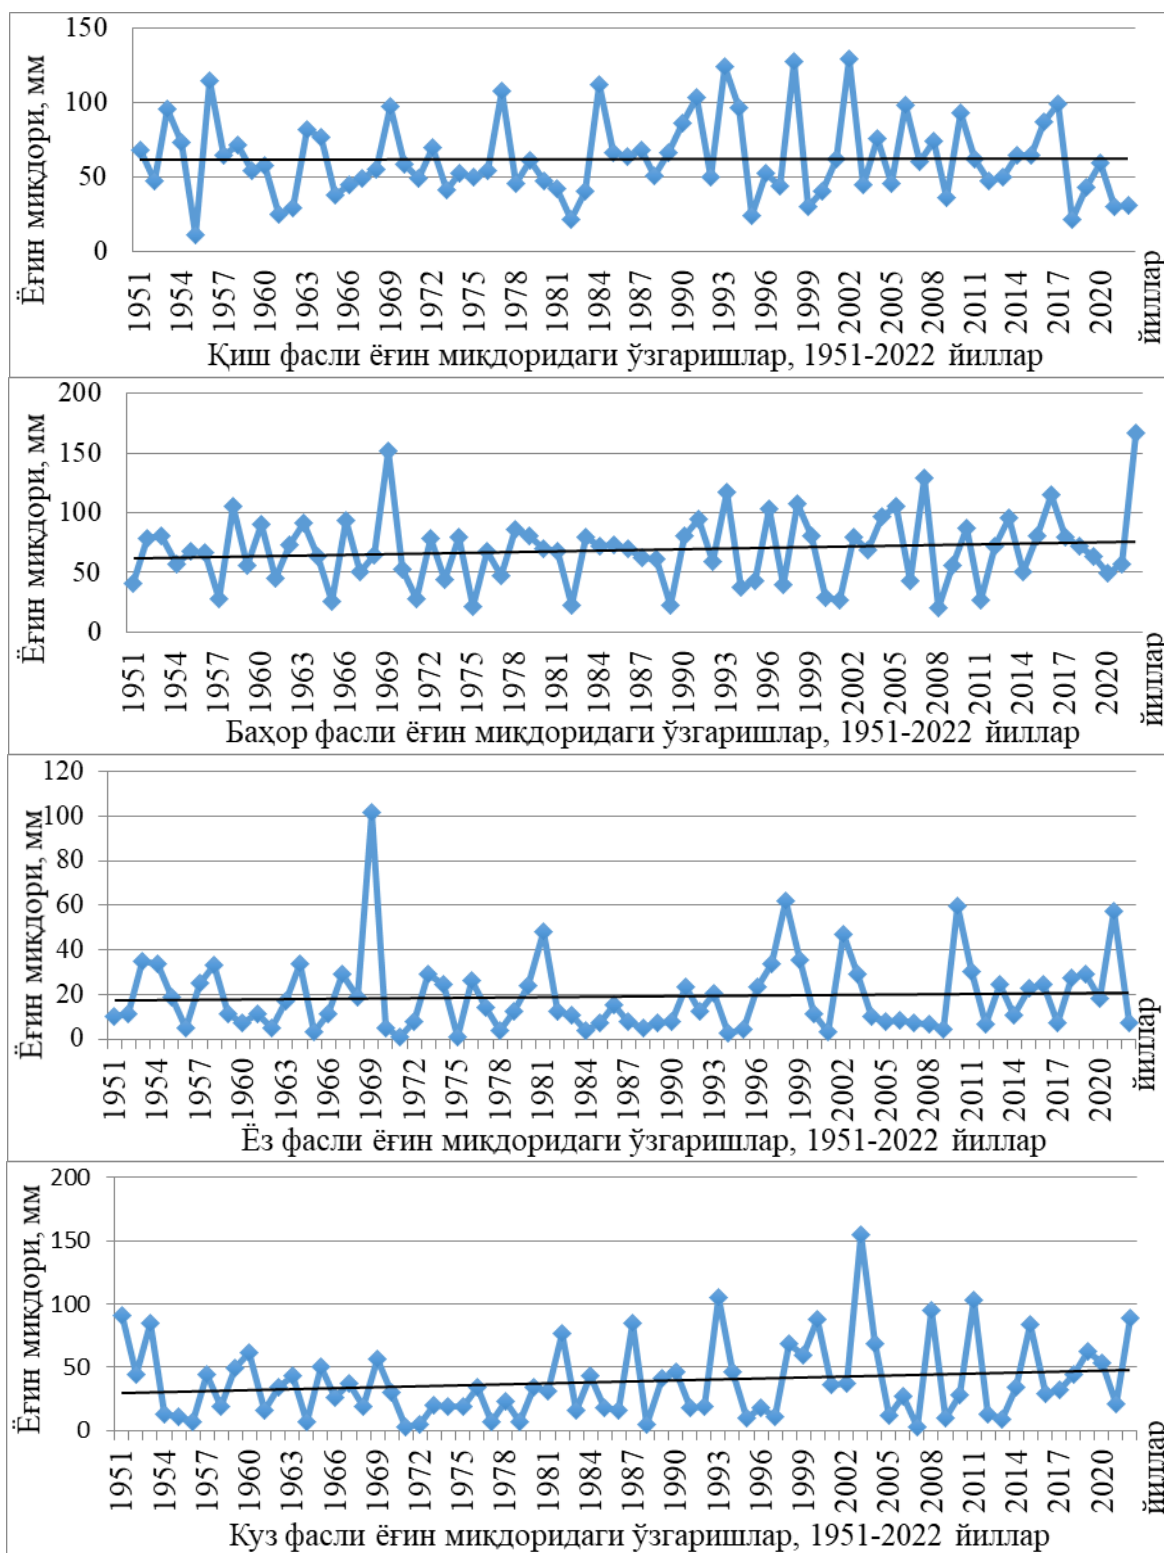 Ёғин миқдори, мм
150
100
50
0
1951 1954 1957 1960 1963 1966 1969 1972 1975 1978 1981 1984 1987 1990 1993 1996 1999 2002 2005 2008 2011 2014 2017 2020
йиллар
Қиш фасли ёғин миқдоридаги ўзгаришлар, 1951-2022 йиллар
Ёғин миқдори, мм
200
150
100
50
0
1951 1954 1957 1960 1963 1966 1969 1972 1975 1978 1981 1984 1987 1990 1993 1996 1999 2002 2005 2008 2011 2014 2017 2020
йиллар
Баҳор фасли ёғин миқдоридаги ўзгаришлар, 1951-2022 йиллар
Ёғин миқдори, мм
120
100
80
60
40
20
0
1951 1954 1957 1960 1963 1966 1969 1972 1975 1978 1981 1984 1987 1990 1993 1996 1999 2002 2005 2008 2011 2014 2017 2020
йиллар
Ёз фасли ёғин миқдоридаги ўзгаришлар, 1951-2022 йиллар
Ёғин миқдори, мм
200
150
100
50
0
1951 1954 1957 1960 1963 1966 1969 1972 1975 1978 1981 1984 1987 1990 1993 1996 1999 2002 2005 2008 2011 2014 2017 2020
йиллар
Куз фасли ёғин миқдоридаги ўзгаришлар, 1951-2022 йиллар